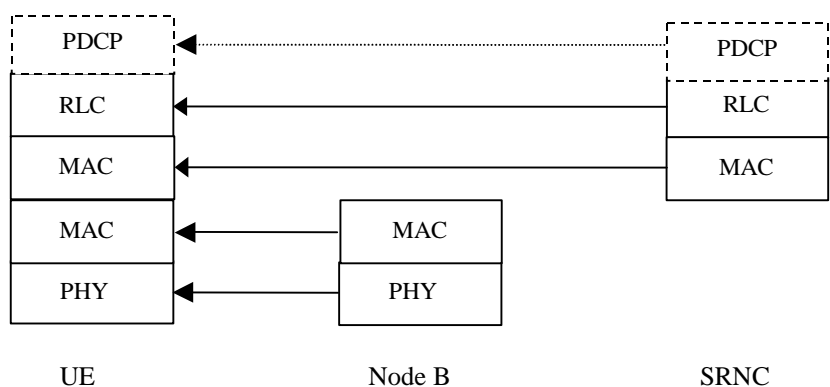 PDCP PDCP
RLC RLC
MAC MAC
MAC MAC
PHY PHY
UE Node B SRNC